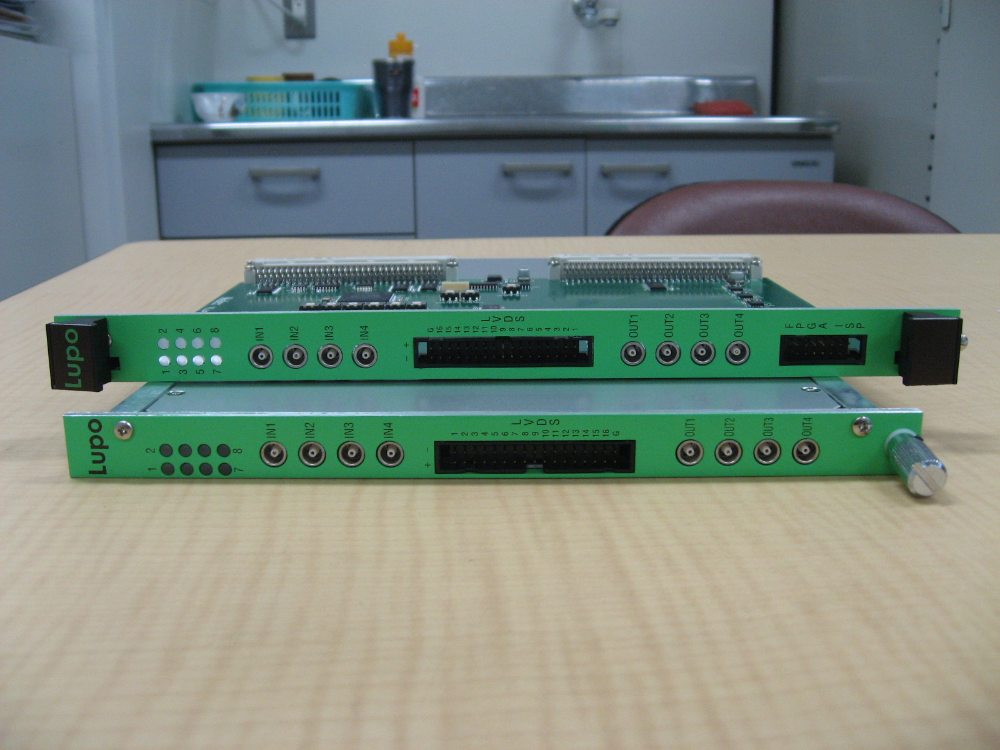 Lupo
2 4 6 8
1 3 5 7
IN1
IN2
IN3
IN4
+
-
LVDS
G 16 15 14 13 12 11 10 9 8 7 6 5 4 3 2 1
OUT1
OUT2
OUT3
OUT4
FPGA ISP
Lupo
2 8
1 7
IN1
IN2
IN3
IN4
-
+
LVDS
1 2 3 4 5 6 7 8 9 10 11 12 13 14 15 16 G
OUT1
OUT2
OUT3
OUT4